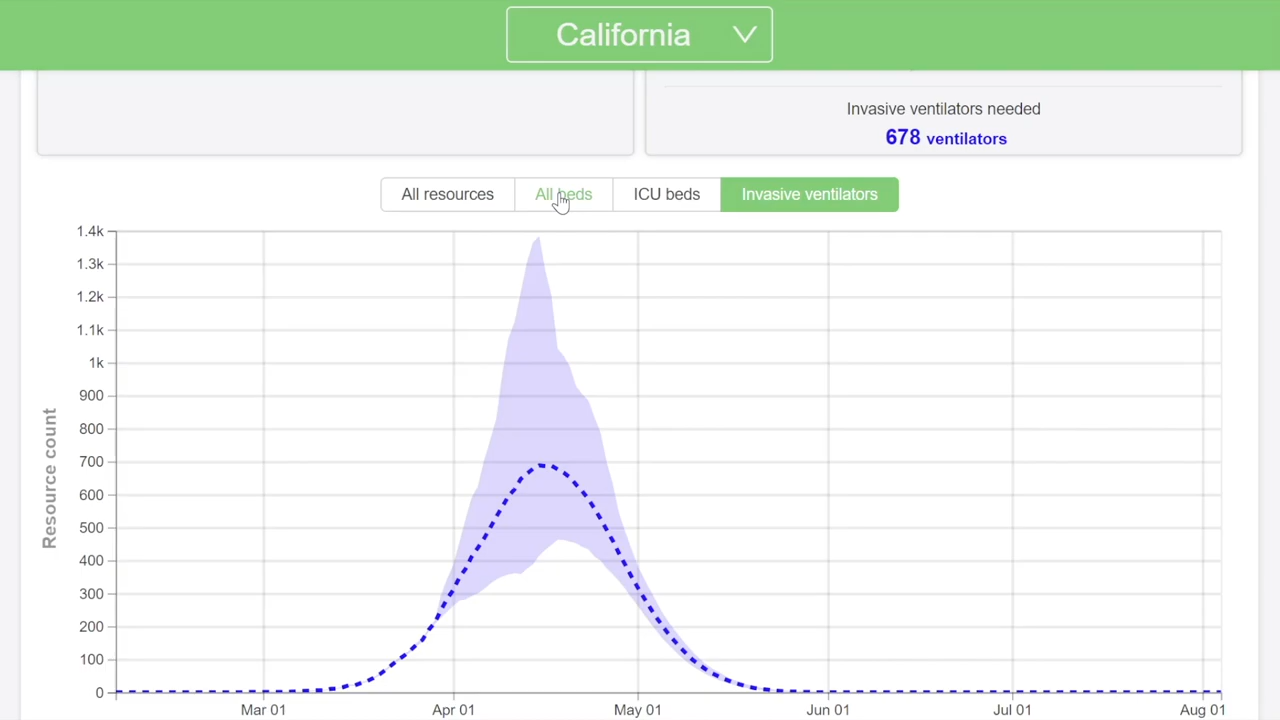 California
Invasive ventilators needed
678 ventilators
All resources All beds ICU beds Invasive ventilators
1.4k
1.3k
1.2k
1.1k
1k
900
800
700
600
500
400
300
200
100
0
Resource count
Mar 01 Apr 01 May 01 Jun 01 Jul 01 Aug 01